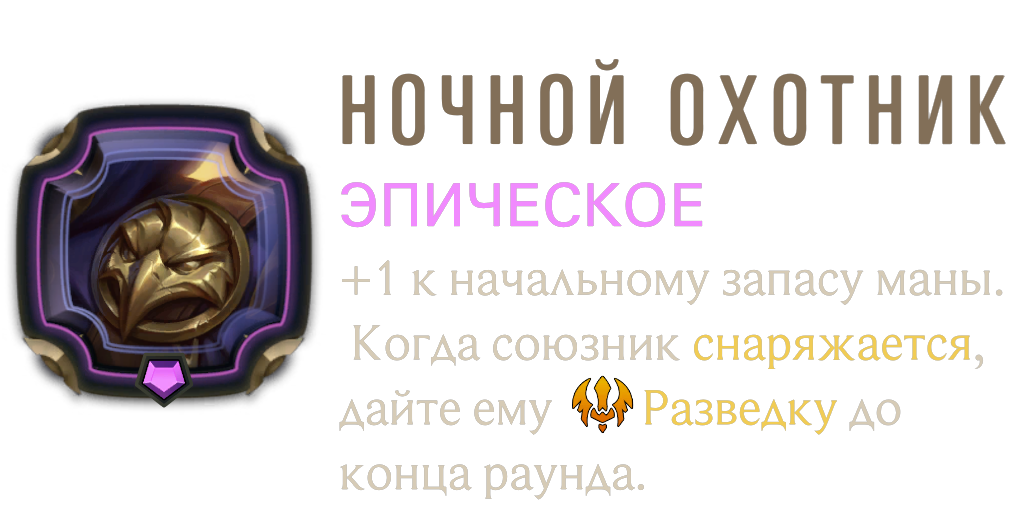 НОЧНОЙ ОХОТНИК
ЭПИЧЕСКОЕ
+1 к начальному запасу маны.
Когда союзник снаряжается,
дайте ему Разведку до
конца раунда.